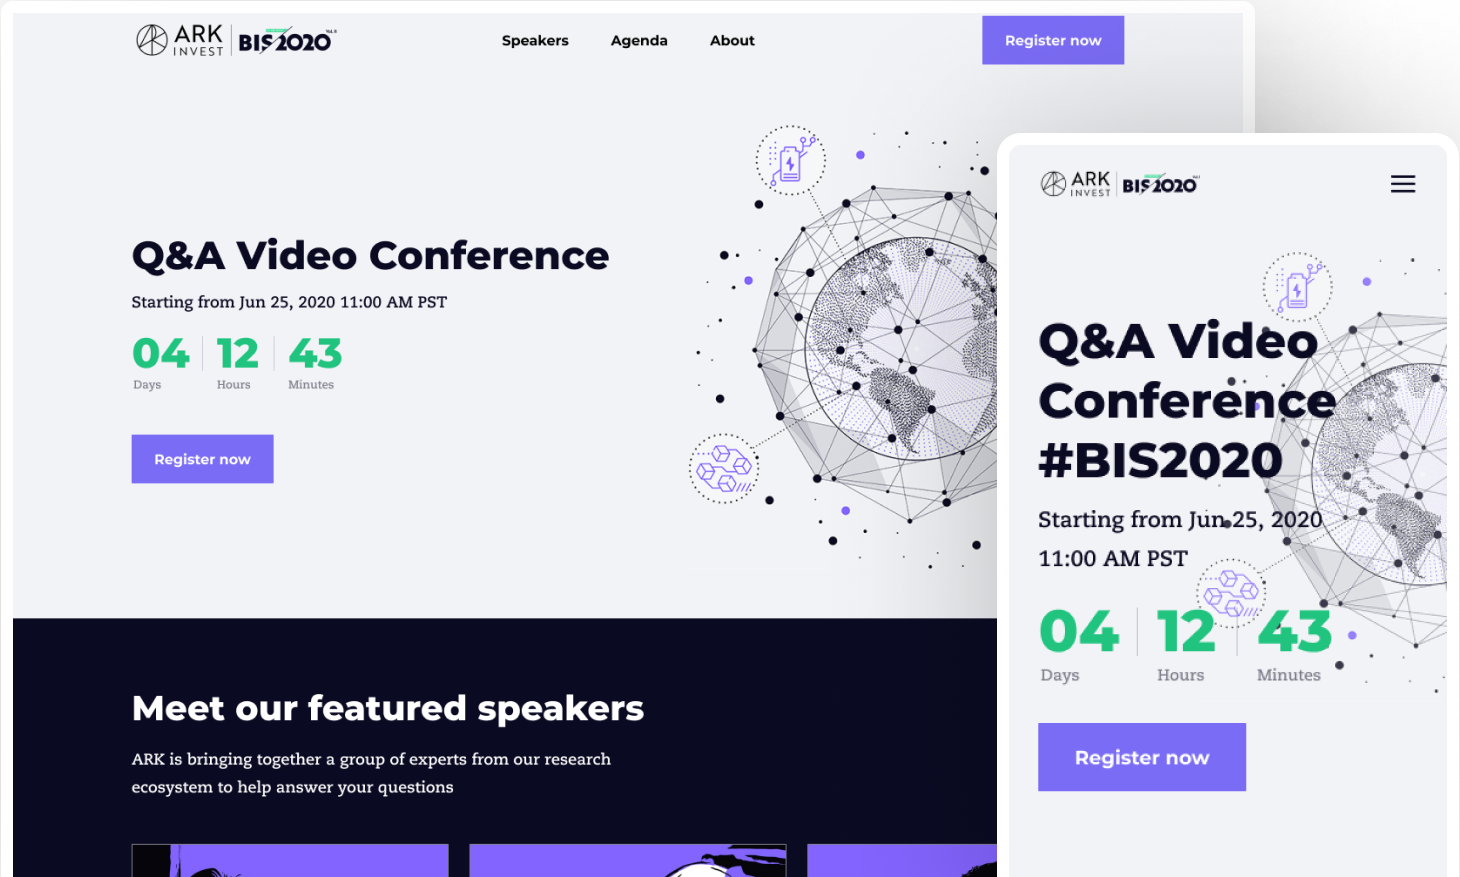 ARK
INVEST
BIS2020
Speakers
Agenda
About
Register now
Q&A Video Conference
Starting from Jun 25, 2020 11:00 AM PST
04 12 43
Days Hours Minutes
Register now
Meet our featured speakers
ARK is bringing together a group of experts from our research
ecosystem to help answer your questions
ARK
INVEST
BIS2020
Q&A Video
Conference
#BIS2020
Starting from Jun 25, 2020
11:00 AM PST
04 12 43
Days Hours Minutes
Register now